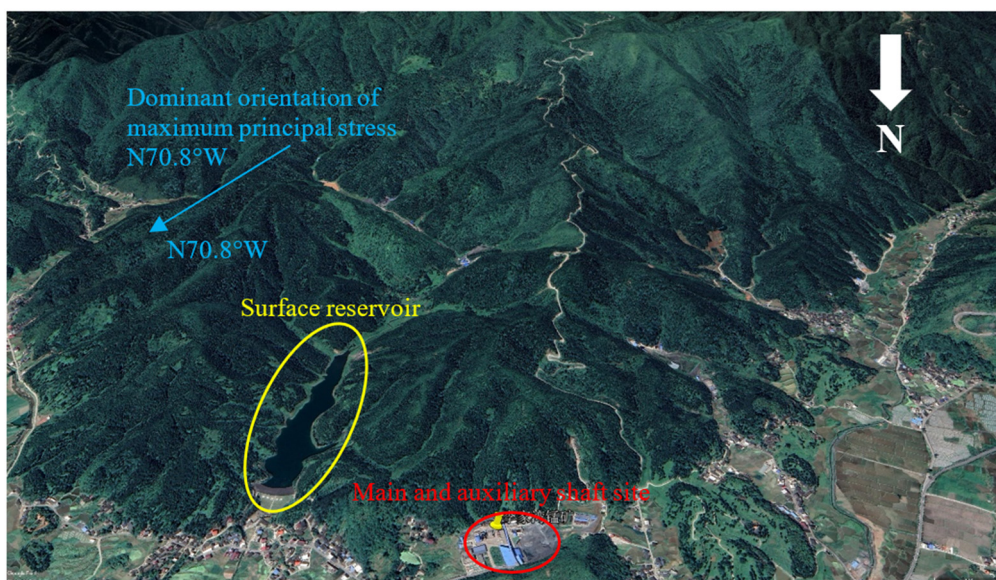 Dominant orientation of
maximum principal stress
N70.8°W
N
N70.8°W
Surface reservoir
Main and auxiliary shaft site